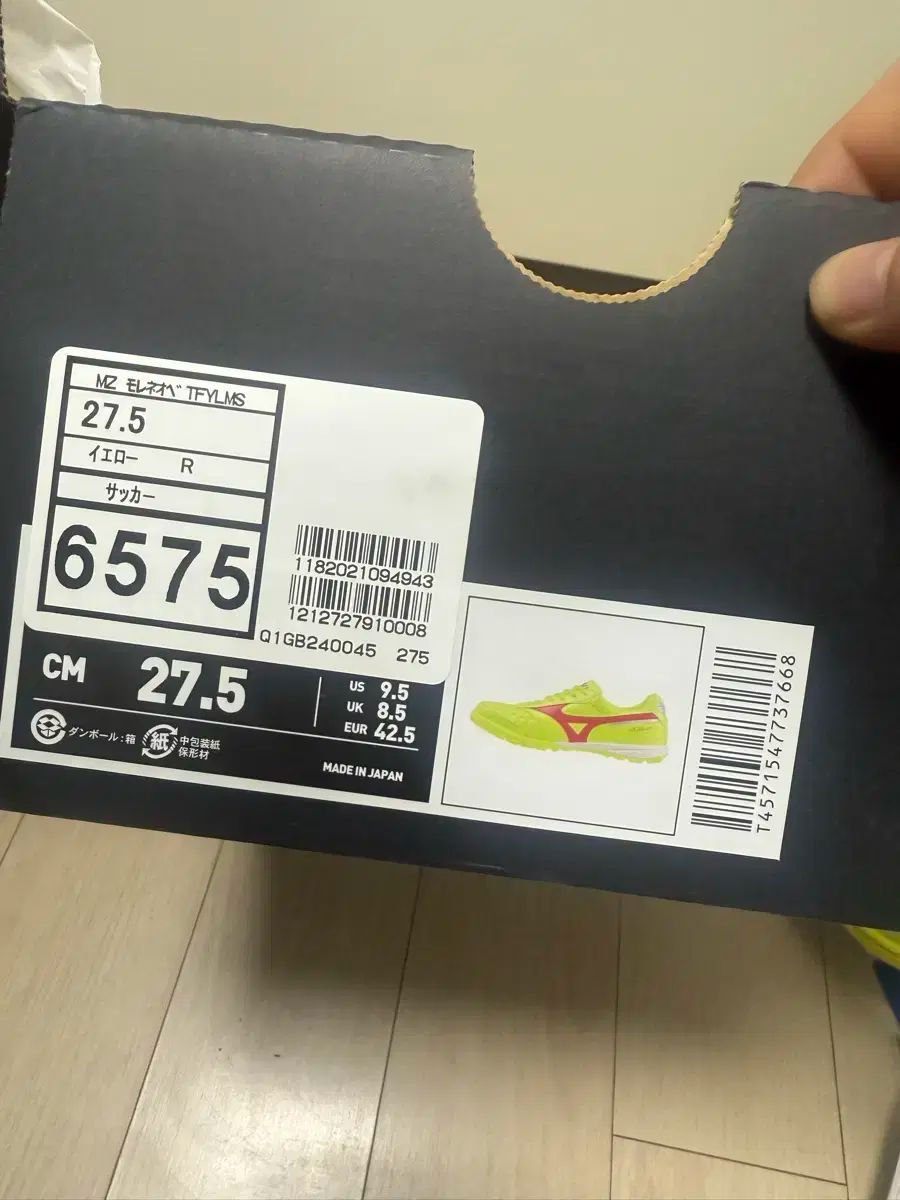 MZ モレネオベ TFYLMS
27.5
イエロー R
サッカー
6575
1182021094943
1212727910008
Q1GB240045 275
CM 27.5
US 9.5
UK 8.5
EUR 42.5
ダンボール:箱
紙 中包装紙
保形材
MADE IN JAPAN
T4571547737668